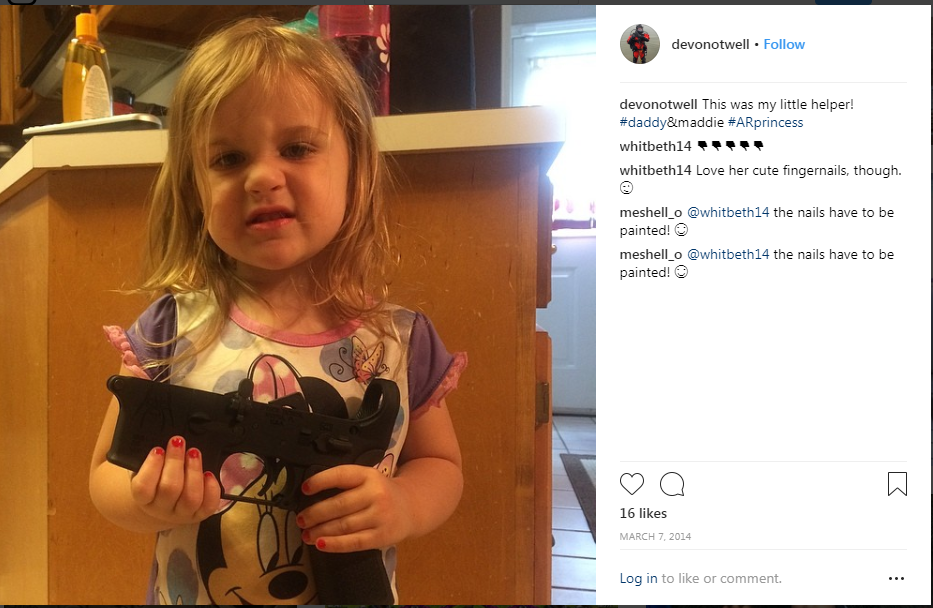 devonotwell • Follow
devonotwell This was my little helper!
#daddy&maddie #ARprincess
whitbeth14 👎👎👎👎👎
whitbeth14 Love her cute fingernails, though.
☺
meshell_o @whitbeth14 the nails have to be
painted! ☺
meshell_o @whitbeth14 the nails have to be
painted! ☺
16 likes
MARCH 7, 2014
Log in to like or comment.